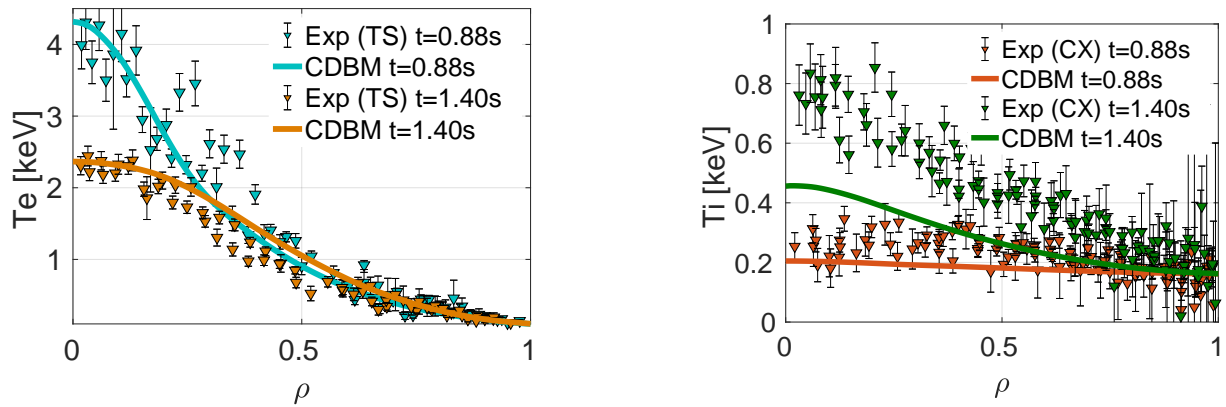 Exp (TS) t=0.88s
CDBM t=0.88s
Exp (TS) t=1.40s
CDBM t=1.40s
Te [keV]
4
3
2
1
0
0.5
1
ρ
Exp (CX) t=0.88s
CDBM t=0.88s
Exp (CX) t=1.40s
CDBM t=1.40s
Ti [keV]
1
0.8
0.6
0.4
0.2
0
0
0.5
1
ρ